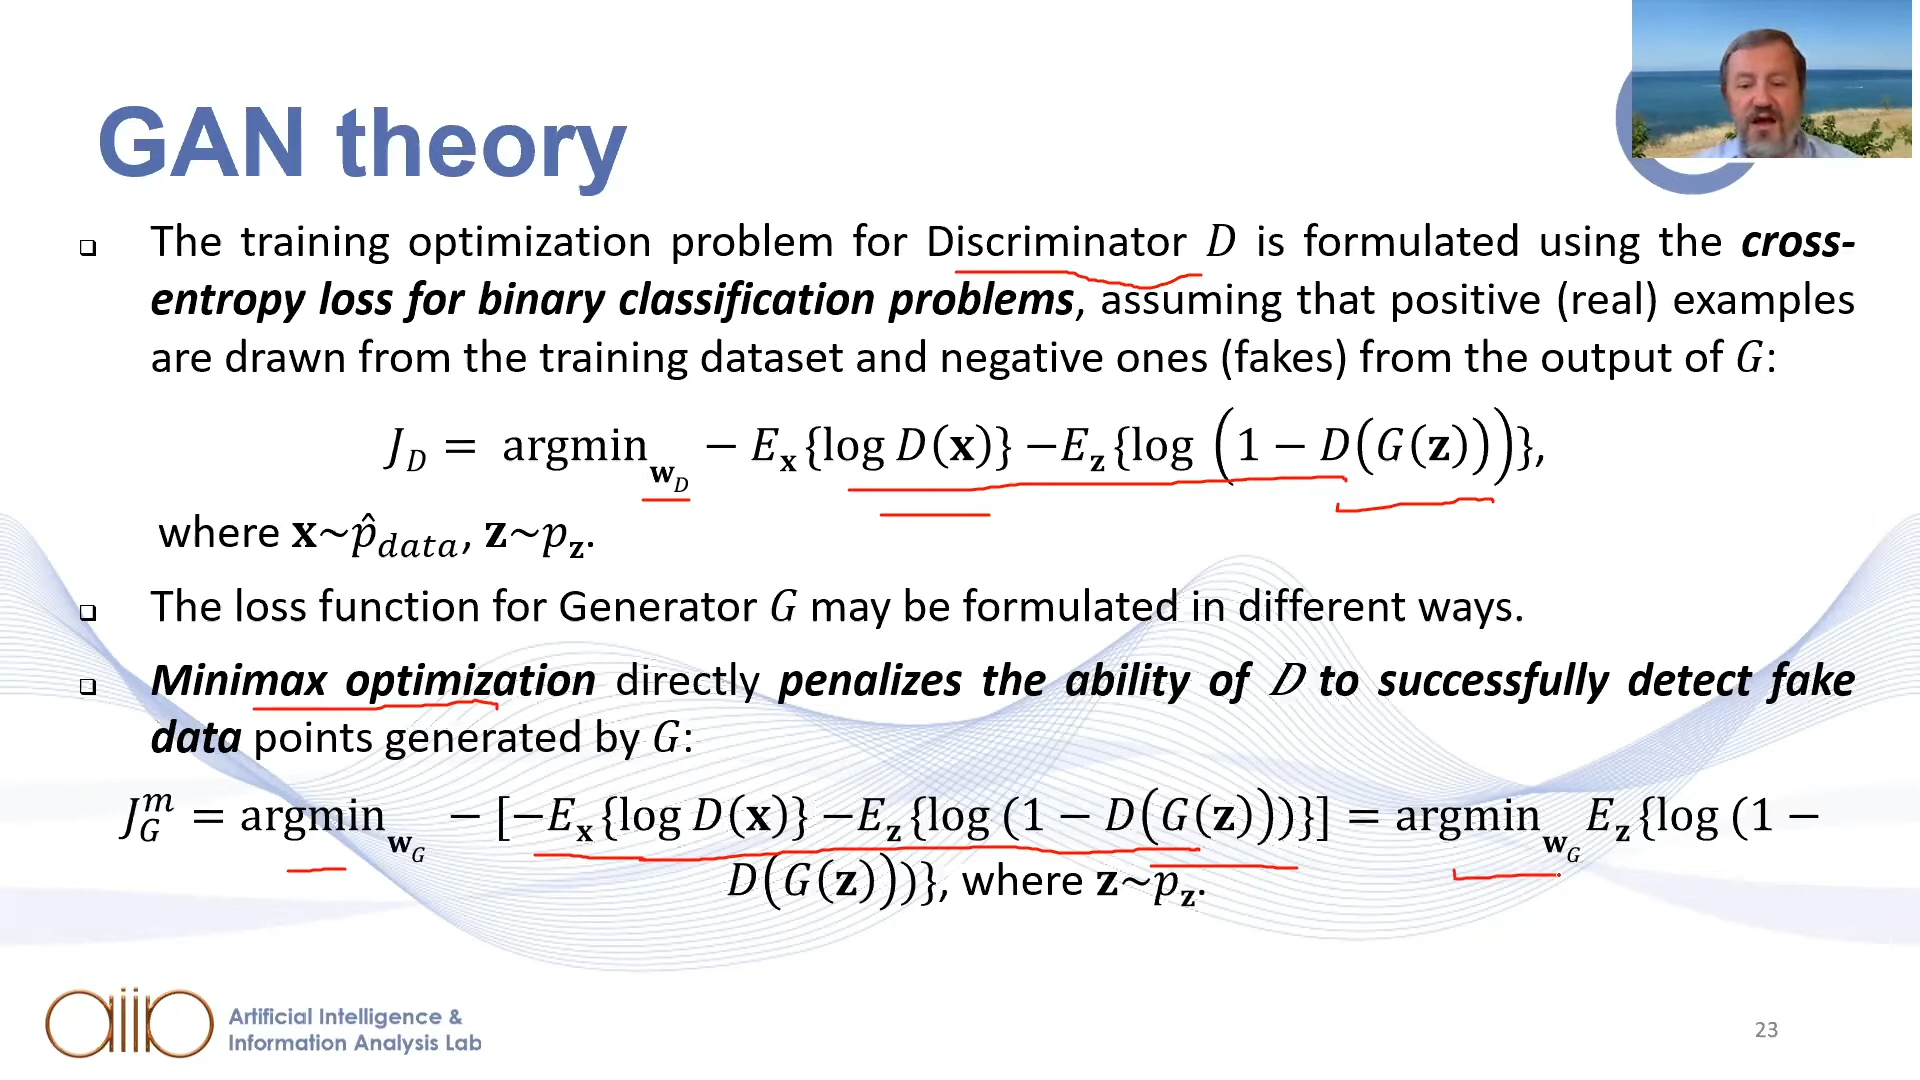 GAN theory
❑ The training optimization problem for Discriminator D is formulated using the cross-
entropy loss for binary classification problems, assuming that positive (real) examples
are drawn from the training dataset and negative ones (fakes) from the output of G:
J_D = argmin_{w_D} − E_x{log D(x)} −E_z{log (1 − D(G(z)))},
where x~p̂_data, z~p_z.
❑ The loss function for Generator G may be formulated in different ways.
❑ Minimax optimization directly penalizes the ability of D to successfully detect fake
data points generated by G:
J_G^m = argmin_{w_G} − [−E_x{log D(x)} −E_z{log (1 − D(G(z)))}] = argmin_{w_G} E_z{log (1 −
D(G(z)))}, where z~p_z.
aiia
Artificial Intelligence &
Information Analysis Lab
23